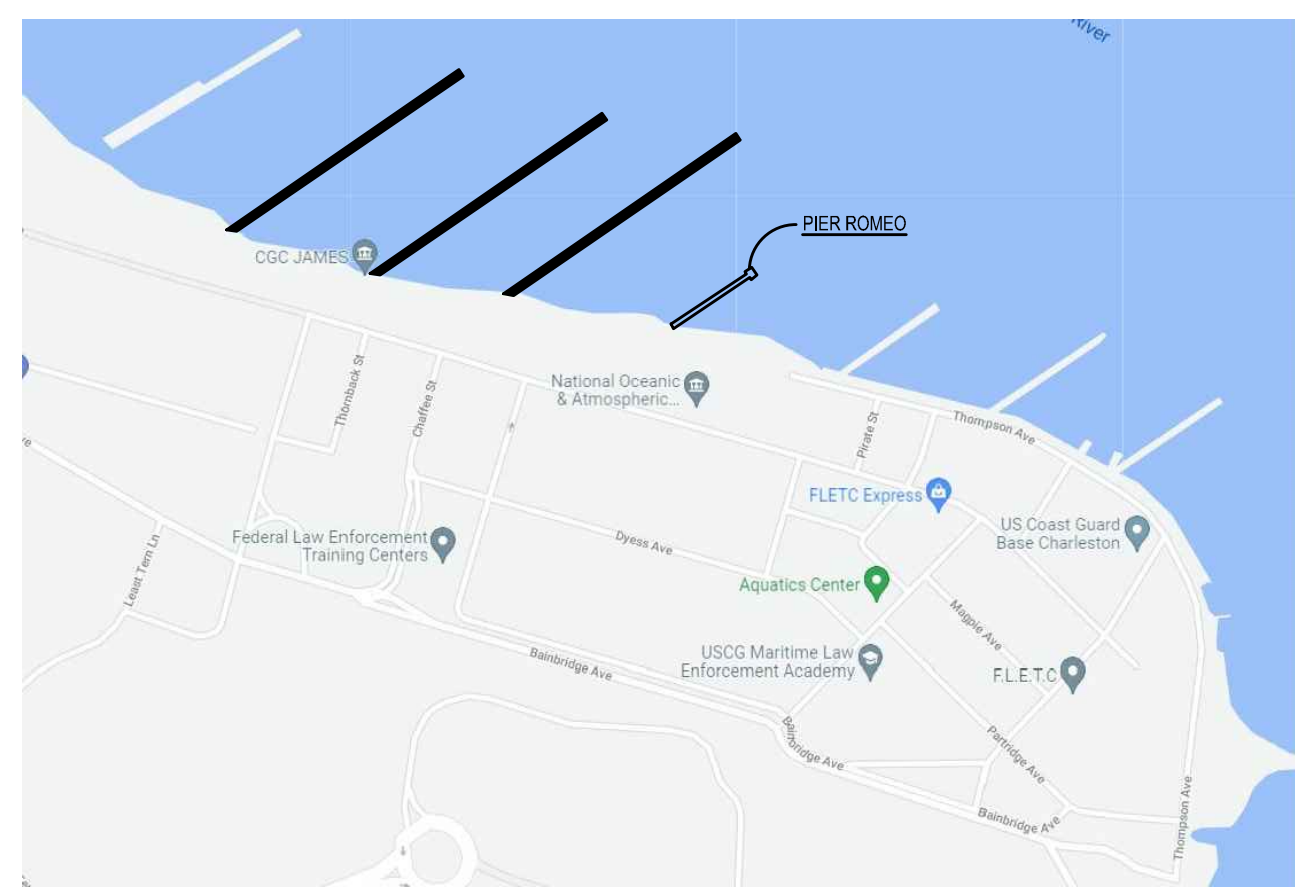 River
PIER ROMEO
CGC JAMES
National Oceanic
& Atmospheric...
Thornback St
Chaffee St
Pirate St
Thompson Ave
FLETC Express
US Coast Guard
Base Charleston
Federal Law Enforcement
Training Centers
Dyess Ave
Least Tern Ln
Aquatics Center
Magpie Ave
USCG Maritime Law
Enforcement Academy
F.L.E.T.C
Bainbridge Ave
Bainbridge Ave
Partridge Ave
Bainbridge Ave
Thompson Ave